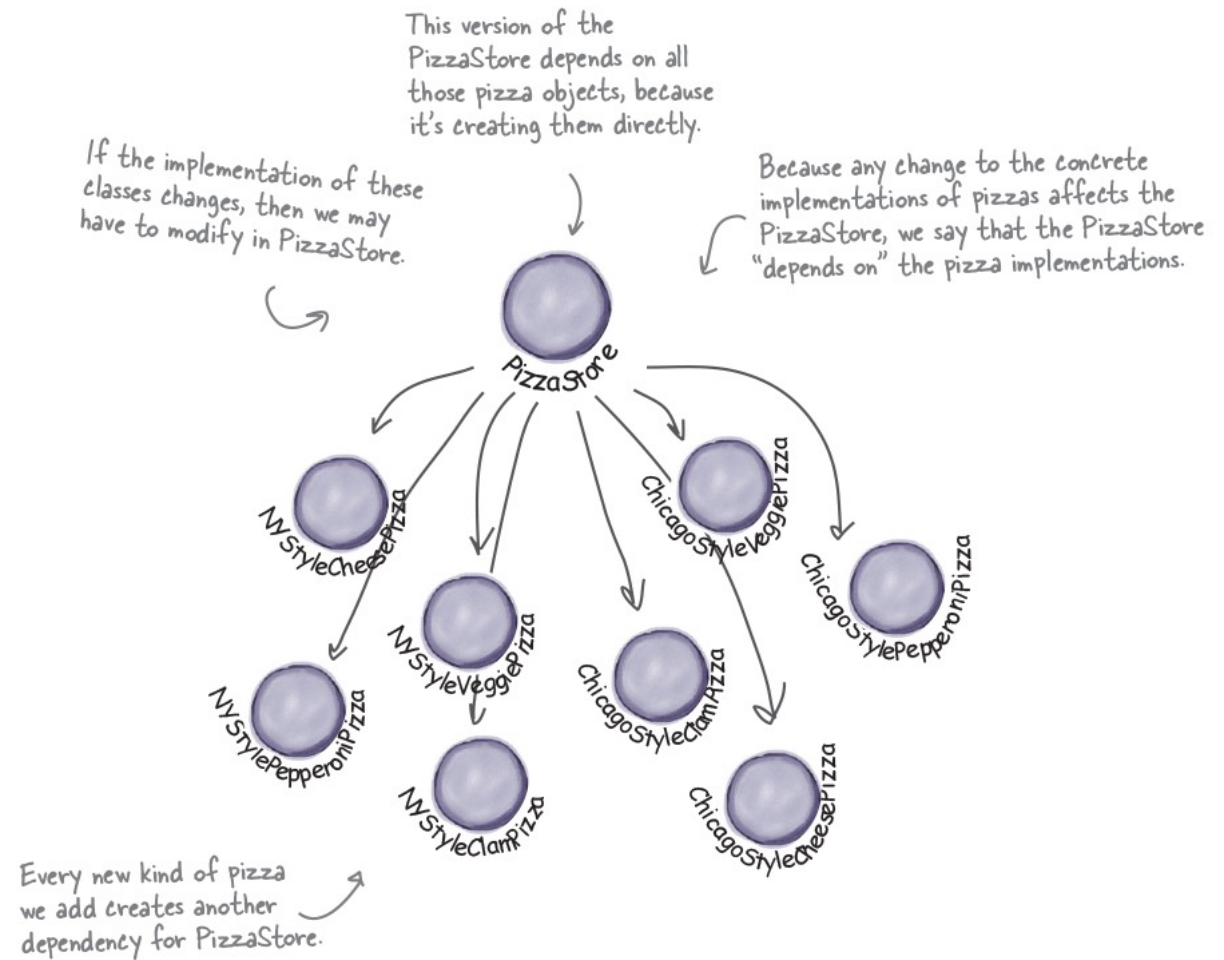 This version of the
PizzaStore depends on all
those pizza objects, because
it's creating them directly.
If the implementation of these
classes changes, then we may
have to modify in PizzaStore.
Because any change to the concrete
implementations of pizzas affects the
PizzaStore, we say that the PizzaStore
“depends on” the pizza implementations.
PizzaStore
NYStyleCheesePizza
ChicagoStyleVeggiePizza
ChicagoStylePepperoniPizza
NYStyleVeggiePizza
ChicagoStyleClamPizza
NYStylePepperoniPizza
NYStyleClamPizza
ChicagoStyleCheesePizza
Every new kind of pizza
we add creates another
dependency for PizzaStore.